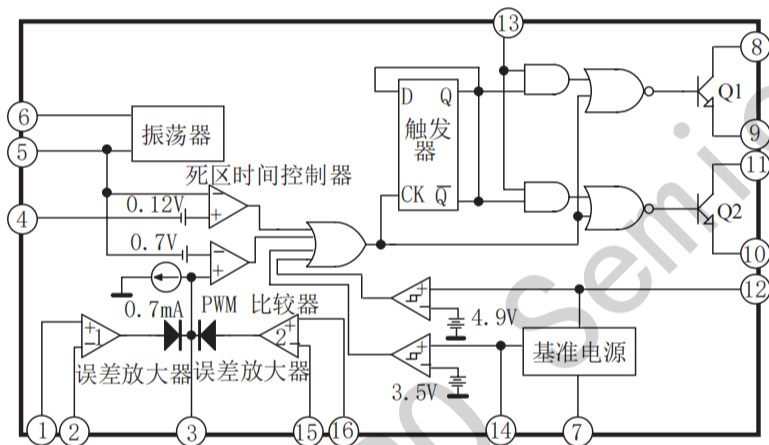 13
8
D Q
Q1
6
振荡器
触发器
5
9
死区时间控制器
11
CK Q̅
4
0.12V
− +
Q2
0.7V
− +
10
12
0.7mA
PWM 比较器
+ −
4.9V
+ 1 −
2 + −
+ −
基准电源
误差放大器
误差放大器
3.5V
1
2
3
15
16
14
7
Semi